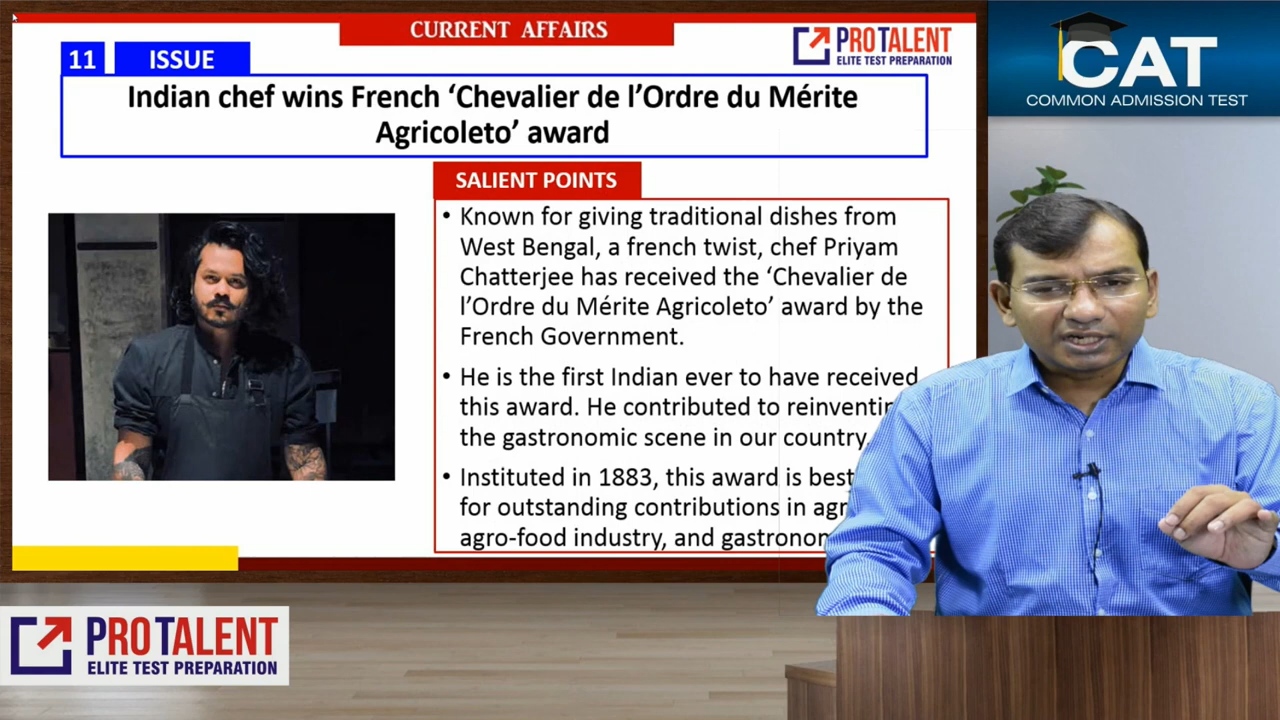 CURRENT AFFAIRS
PROTALENT
ELITE TEST PREPARATION
CAT
COMMON ADMISSION TEST
11
ISSUE
Indian chef wins French ‘Chevalier de l’Ordre du Mérite
Agricoleto’ award
SALIENT POINTS
• Known for giving traditional dishes from
West Bengal, a french twist, chef Priyam
Chatterjee has received the ‘Chevalier de
l’Ordre du Mérite Agricoleto’ award by the
French Government.
• He is the first Indian ever to have received
this award. He contributed to
the gastronomic scene in our country
• Instituted in 1883, this award is
for outstanding contributions in
agro-food industry, and
PROTALENT
ELITE TEST PREPARATION